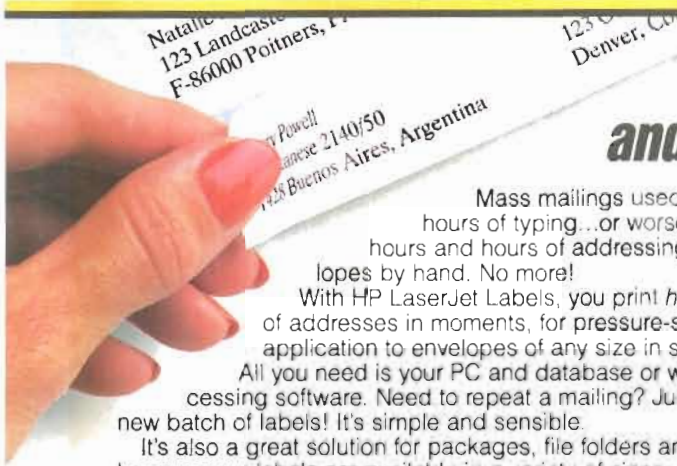 Natalie
123
F-86000 Poitners,
123
Denver,
Powell
2140/50
Buenos Aires, Argentina
and
Mass mailings used
hours of typing...or worse
hours and hours of addressing
lopes by hand. No more!
With HP LaserJet Labels, you print
of addresses in moments, for pressure-s
application to envelopes of any size in s
All you need is your PC and database or w
cessing software. Need to repeat a mailing? Ju
new batch of labels! It's simple and sensible.
It's also a great solution for packages, file folders